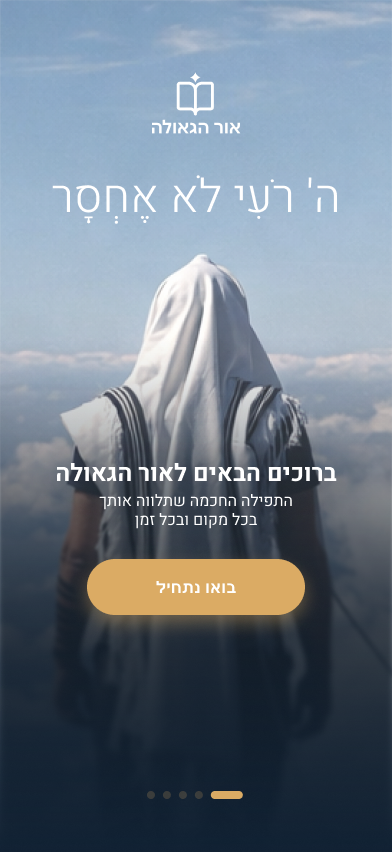 אור הגאולה
ה' רֹעִי לֹא אֶחְסָר
ברוכים הבאים לאור הגאולה
התפילה החכמה שתלווה אותך
בכל מקום ובכל זמן
בואו נתחיל